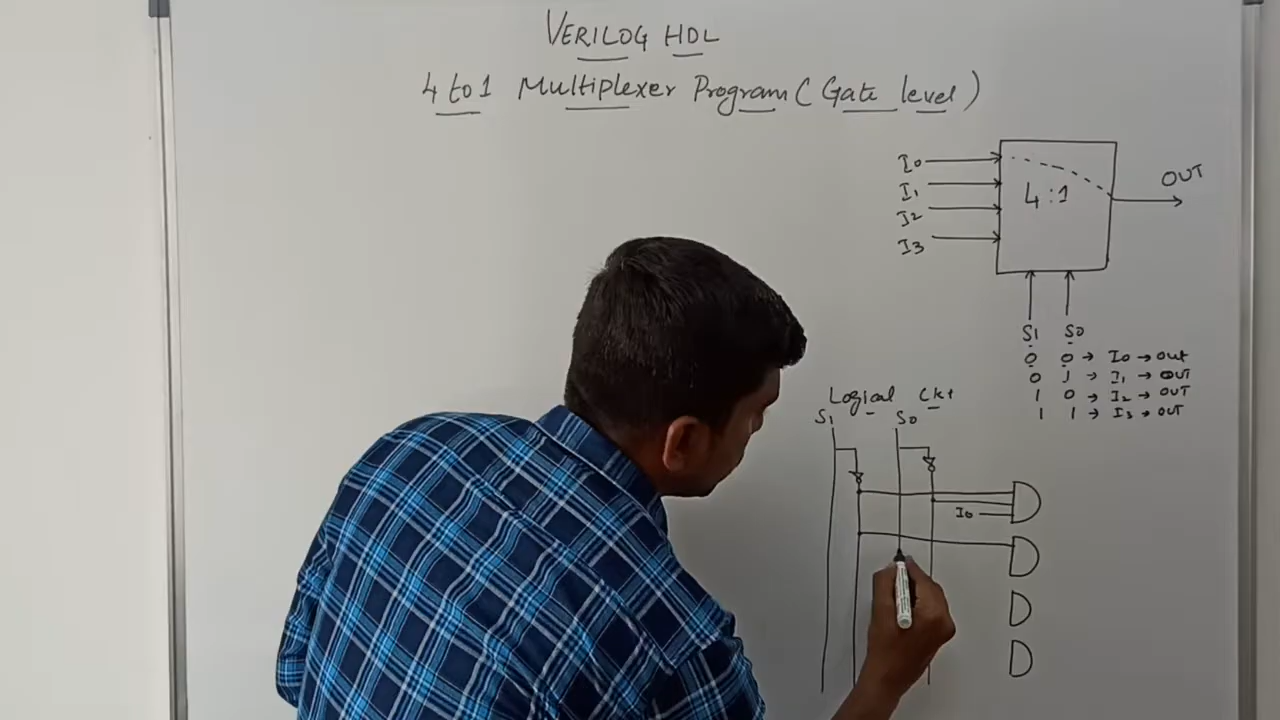 VERILOG HDL
4 to 1 Multiplexer Program ( Gate level )
I0
I1
I2
I3
4:1
OUT
S1 S0
0 0 → I0 → Out
0 1 → I1 → OUT
1 0 → I2 → OUT
1 1 → I3 → OUT
Logical Ckt
S1 S0
I0